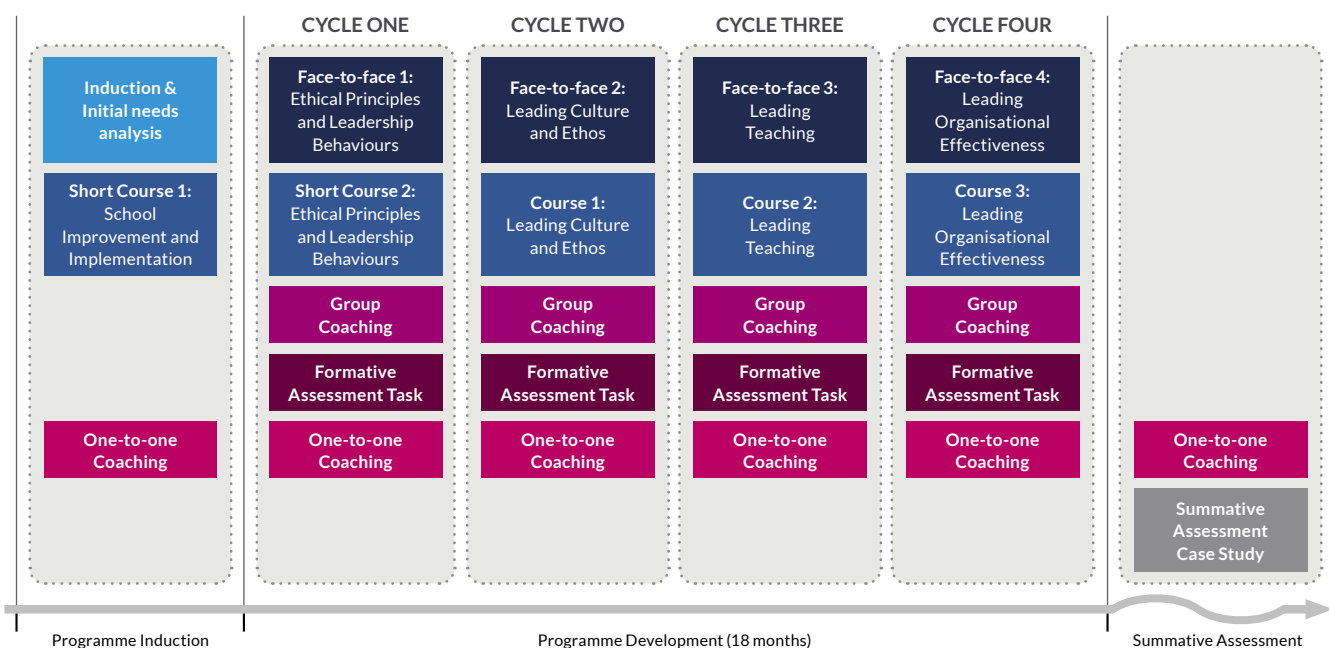 CYCLE ONE
CYCLE TWO
CYCLE THREE
CYCLE FOUR
Induction &
Initial needs
analysis
Short Course 1:
School
Improvement and
Implementation
One-to-one
Coaching
Face-to-face 1:
Ethical Principles
and Leadership
Behaviours
Short Course 2:
Ethical Principles
and Leadership
Behaviours
Group
Coaching
Formative
Assessment Task
One-to-one
Coaching
Face-to-face 2:
Leading Culture
and Ethos
Course 1:
Leading Culture
and Ethos
Group
Coaching
Formative
Assessment Task
One-to-one
Coaching
Face-to-face 3:
Leading
Teaching
Course 2:
Leading
Teaching
Group
Coaching
Formative
Assessment Task
One-to-one
Coaching
Face-to-face 4:
Leading
Organisational
Effectiveness
Course 3:
Leading
Organisational
Effectiveness
Group
Coaching
Formative
Assessment Task
One-to-one
Coaching
One-to-one
Coaching
Summative
Assessment
Case Study
Programme Induction
Programme Development (18 months)
Summative Assessment